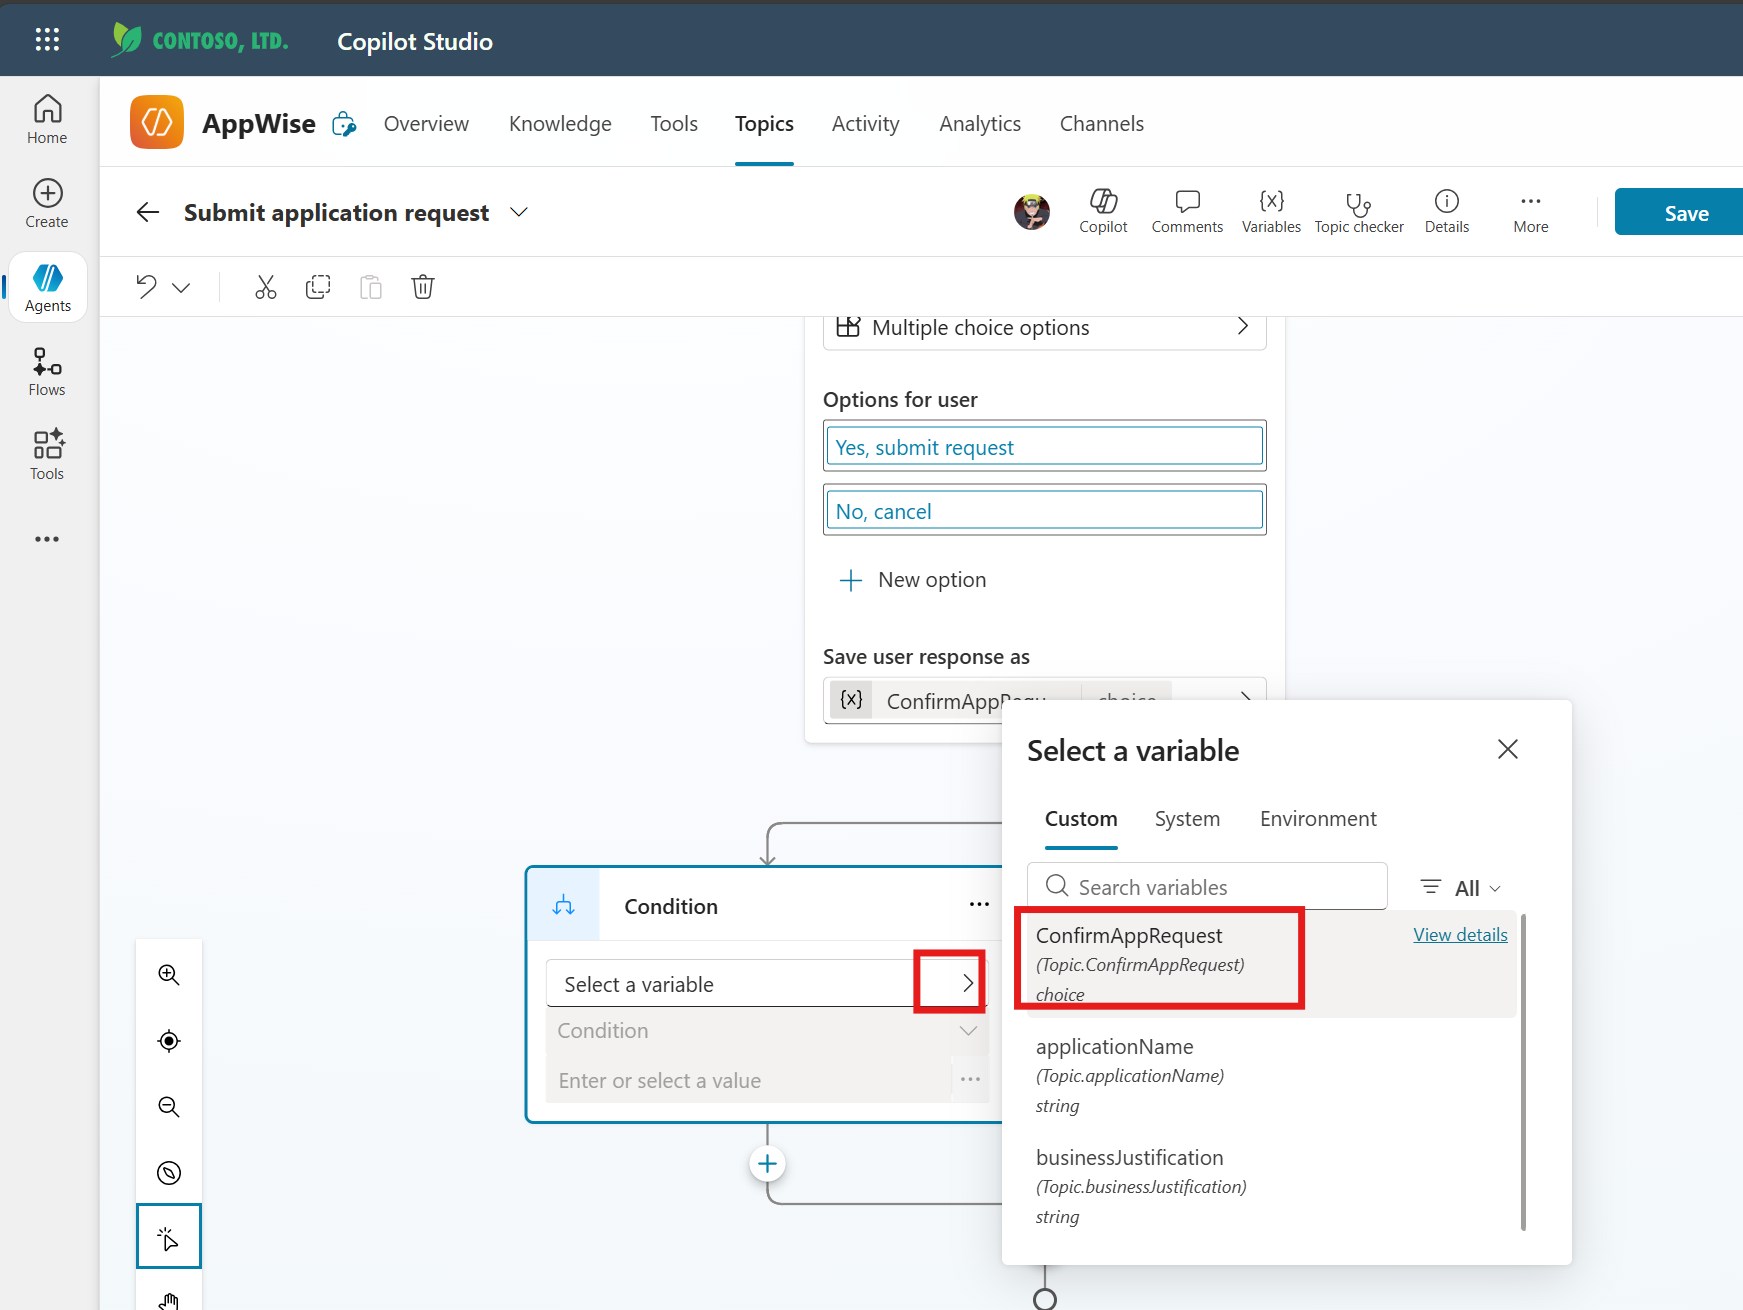 CONTOSO, LTD.
Copilot Studio
Home
Create
Agents
Flows
Tools
AppWise
Overview
Knowledge
Tools
Topics
Activity
Analytics
Channels
Submit application request
Copilot
Comments
{x}
Variables
Topic checker
Details
More
Save
Multiple choice options
Options for user
Yes, submit request
No, cancel
New option
Save user response as
{x} ConfirmAppRequ choice
Condition
Select a variable
Condition
Enter or select a value
Select a variable
Custom
System
Environment
Search variables
All
ConfirmAppRequest
View details
(Topic.ConfirmAppRequest)
choice
applicationName
(Topic.applicationName)
string
businessJustification
(Topic.businessJustification)
string